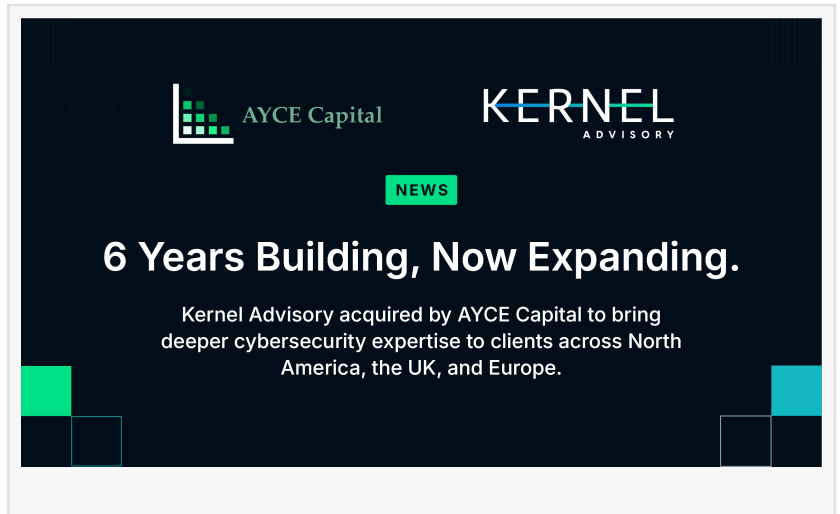 AYCE Capital
KERNEL
ADVISORY
NEWS
6 Years Building, Now Expanding.
Kernel Advisory acquired by AYCE Capital to bring
deeper cybersecurity expertise to clients across North
America, the UK, and Europe.